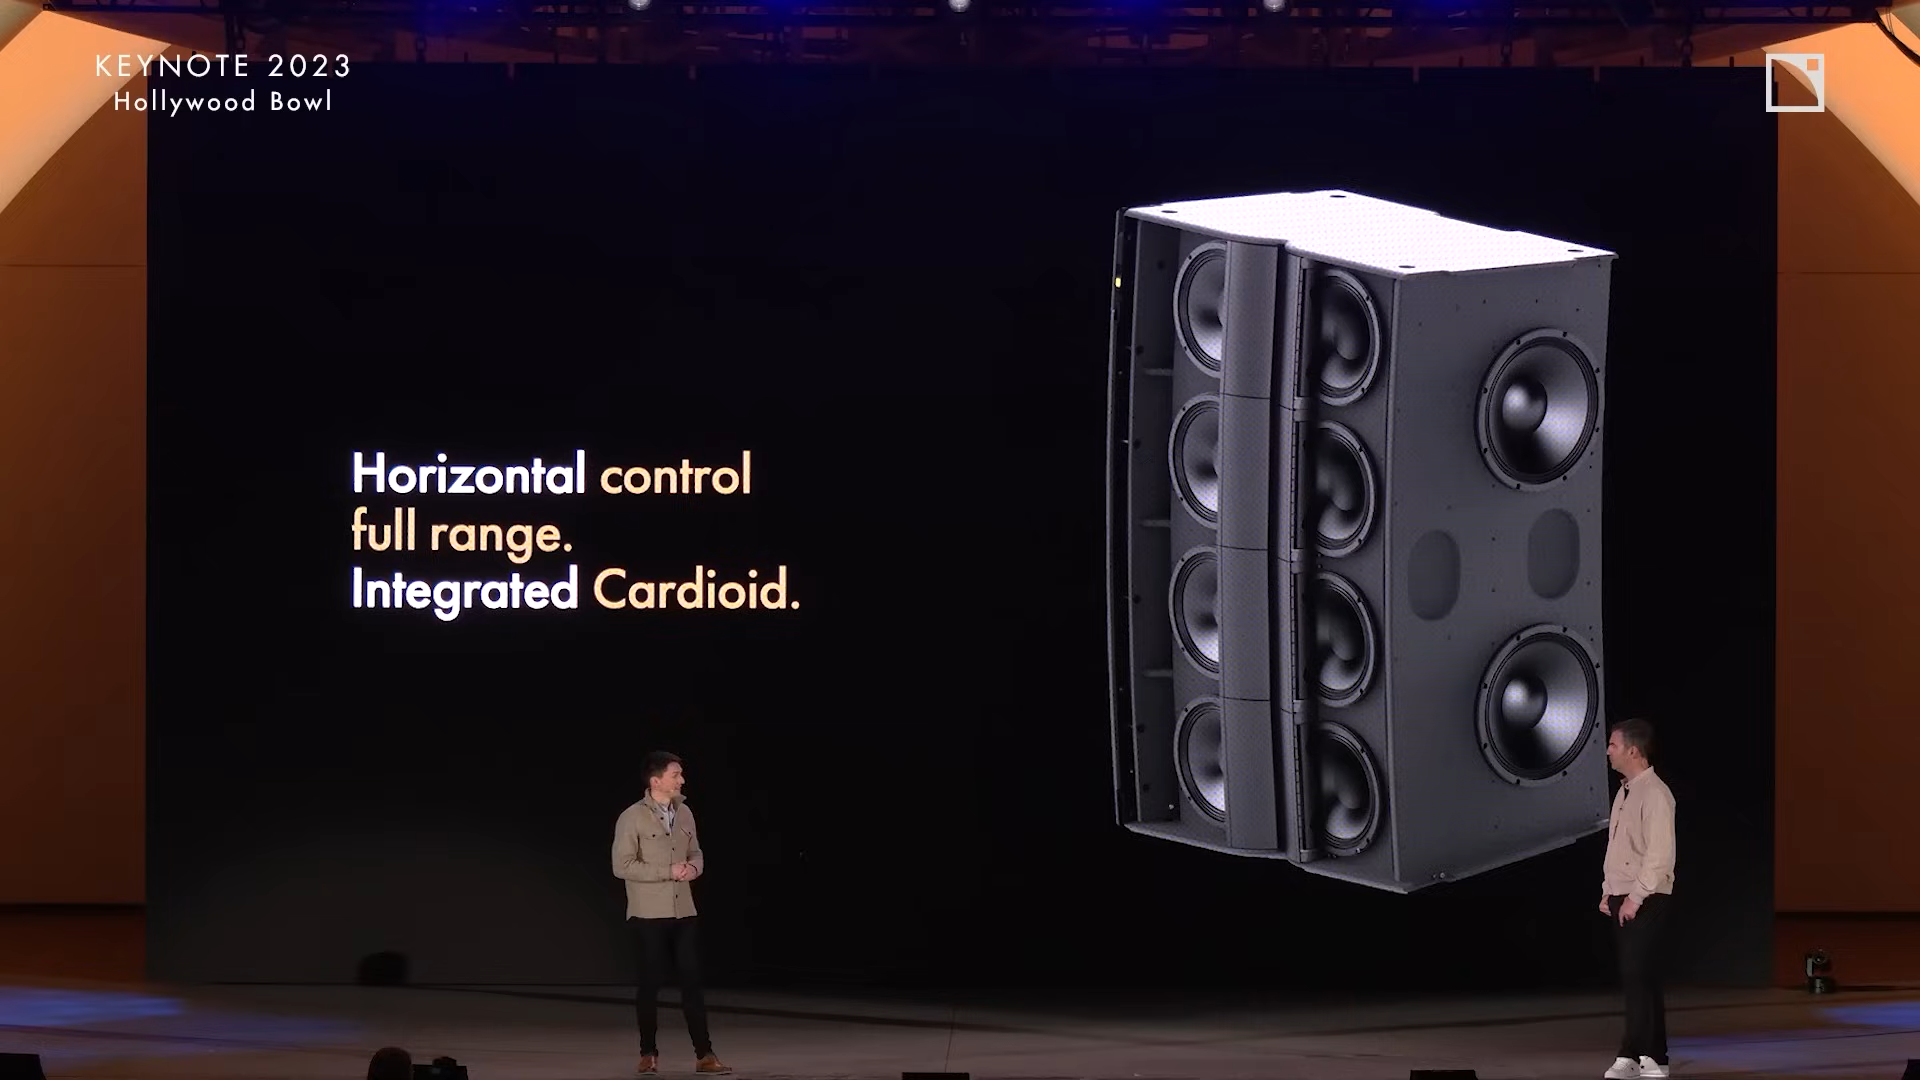 KEYNOTE 2023
Hollywood Bowl
Horizontal control
full range.
Integrated Cardioid.